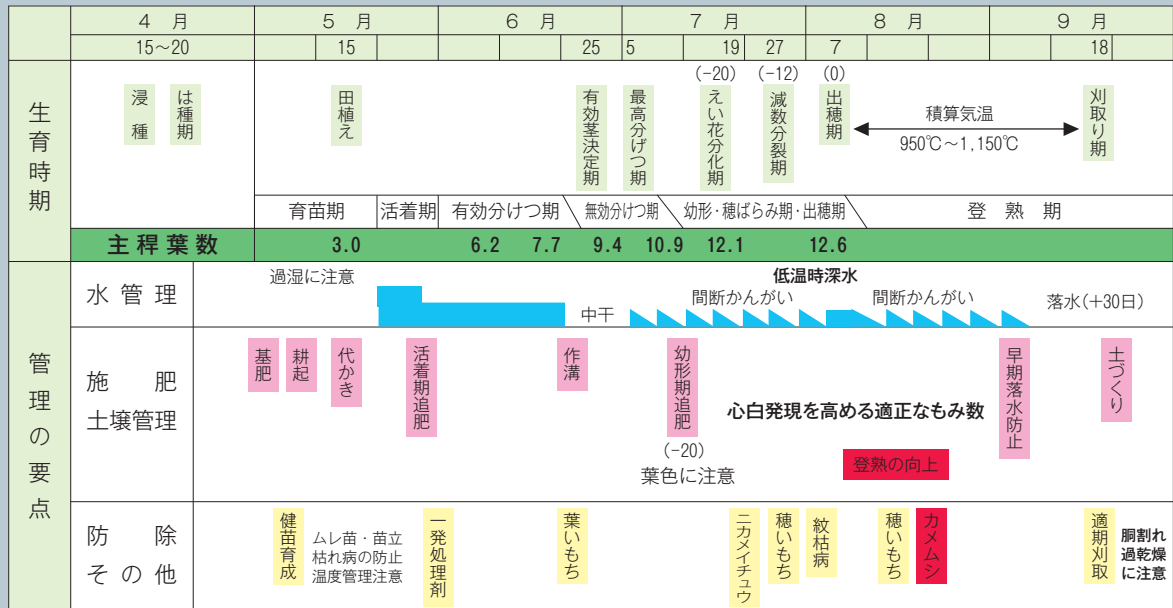 4 月
5 月
6 月
7 月
8 月
9 月
15～20
15
25
5
19
27
7
18
生育時期
浸種
は種期
田植え
有効茎決定期
最高分げつ期
(-20)
えい花分化期
(-12)
減数分裂期
(0)
出穂期
積算気温
950℃～1,150℃
刈取り期
育苗期
活着期
有効分けつ期
無効分けつ期
幼形・穂ばらみ期・出穂期
登熟期
主稈葉数
3.0
6.2
7.7
9.4
10.9
12.1
12.6
管理の要点
水管理
過湿に注意
中干
低温時深水
間断かんがい
間断かんがい
落水(+30日)
施肥
土壌管理
基肥
耕起
代かき
活着期追肥
作溝
幼形期追肥
(-20)
葉色に注意
心白発現を高める適正なもみ数
登熟の向上
早期落水防止
土づくり
防除
その他
健苗育成
ムレ苗・苗立
枯れ病の防止
温度管理注意
一発処理剤
葉いもち
ニカメイチュウ
穂いもち
紋枯病
穂いもち
カメムシ
適期刈取
胴割れ
過乾燥
に注意